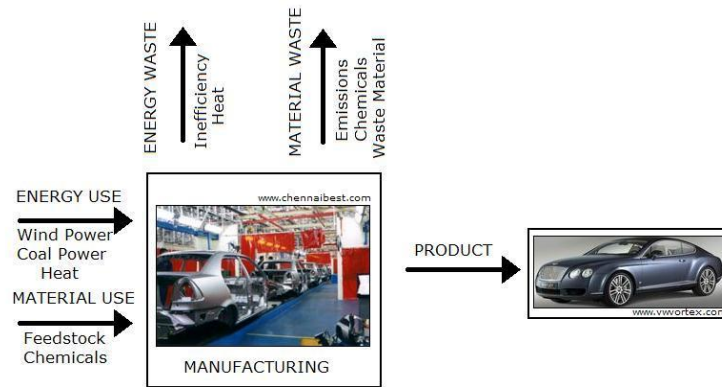 ENERGY WASTE
Inefficiency
Heat
MATERIAL WASTE
Emissions
Chemicals
Waste Material
ENERGY USE
Wind Power
Coal Power
Heat
MATERIAL USE
Feedstock
Chemicals
www.chennaibest.com
MANUFACTURING
PRODUCT
www.vwvortex.com